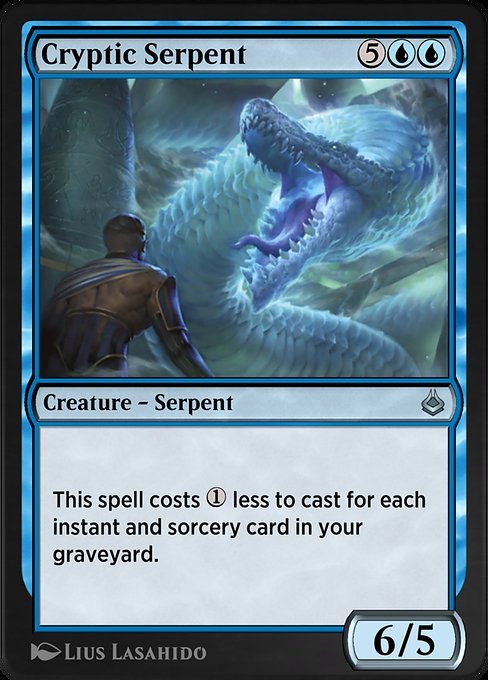 Cryptic Serpent 5
Creature – Serpent
This spell costs 1 less to cast for each
instant and sorcery card in your
graveyard.
6/5
Lius Lasahido